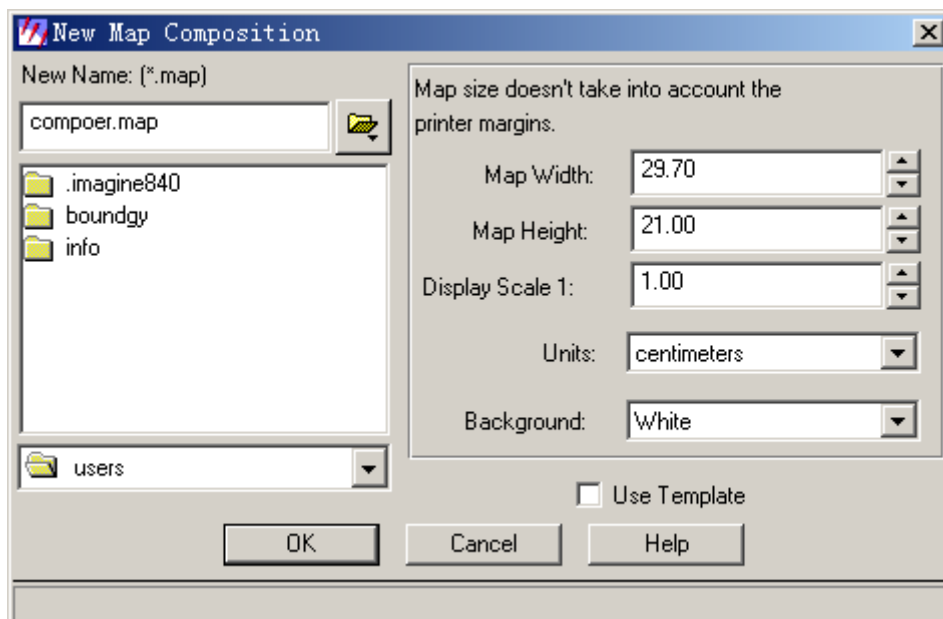 New Map Composition
New Name: (*.map)
compoer.map
.imagine840
boundgy
info
users
Map size doesn't take into account the
printer margins.
Map Width: 29.70
Map Height: 21.00
Display Scale 1: 1.00
Units: centimeters
Background: White
Use Template
OK Cancel Help